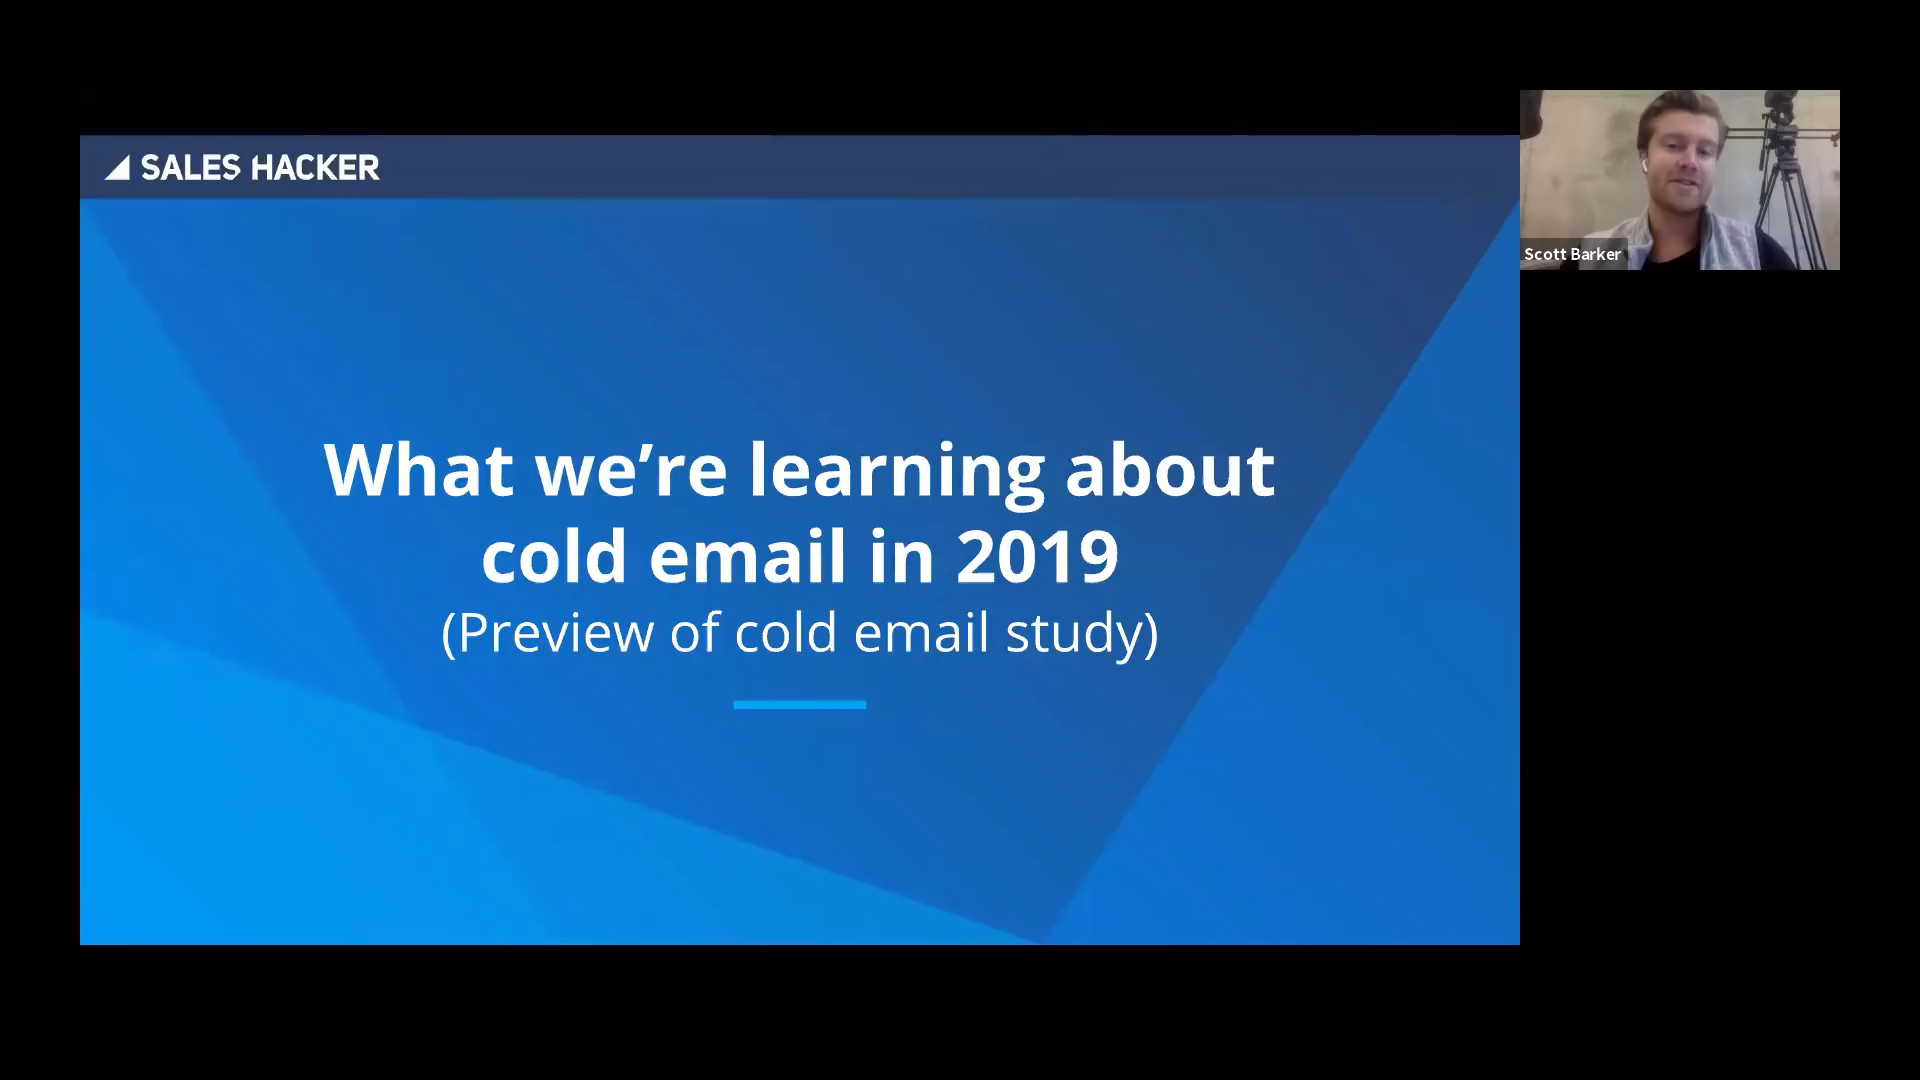 SALES HACKER
What we’re learning about
cold email in 2019
(Preview of cold email study)
Scott Barker